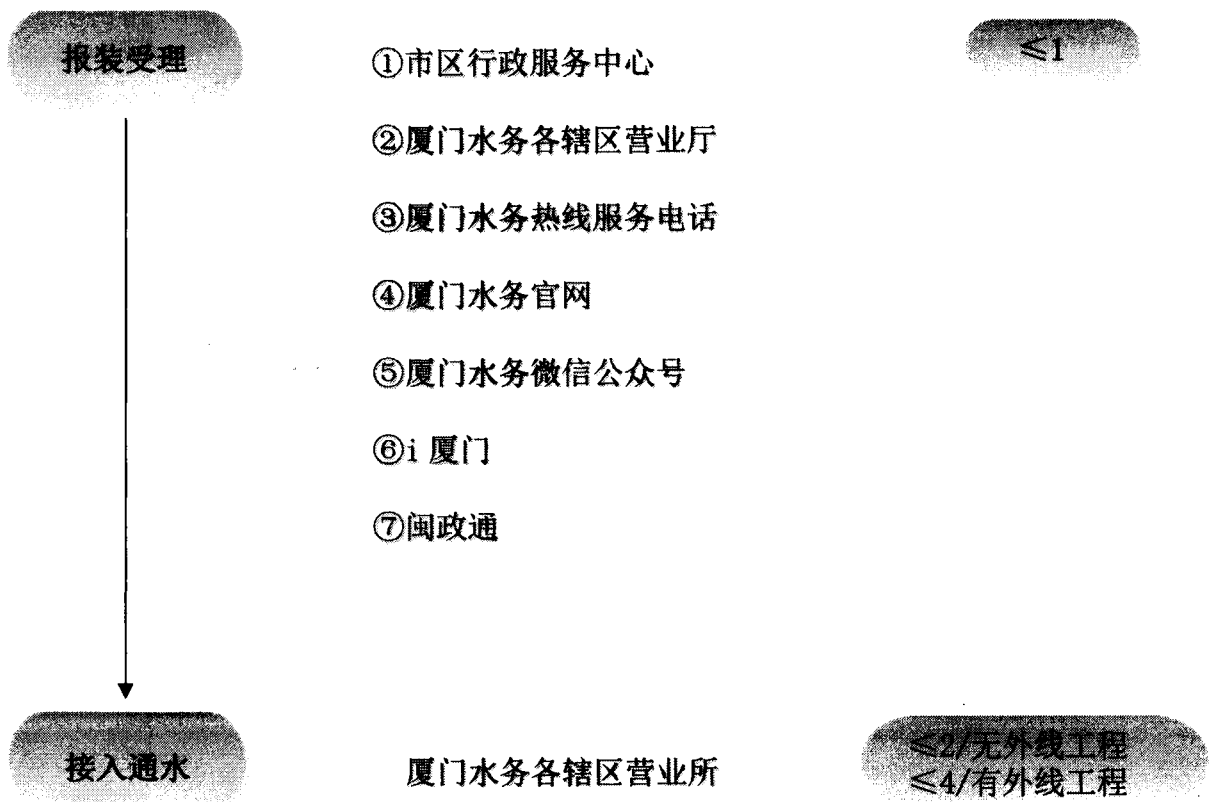 报装受理
①市区行政服务中心
≤1
②厦门水务各辖区营业厅
③厦门水务热线服务电话
④厦门水务官网
⑤厦门水务微信公众号
⑥i 厦门
⑦闽政通
接入通水
厦门水务各辖区营业所
≤2/无外线工程
≤4/有外线工程